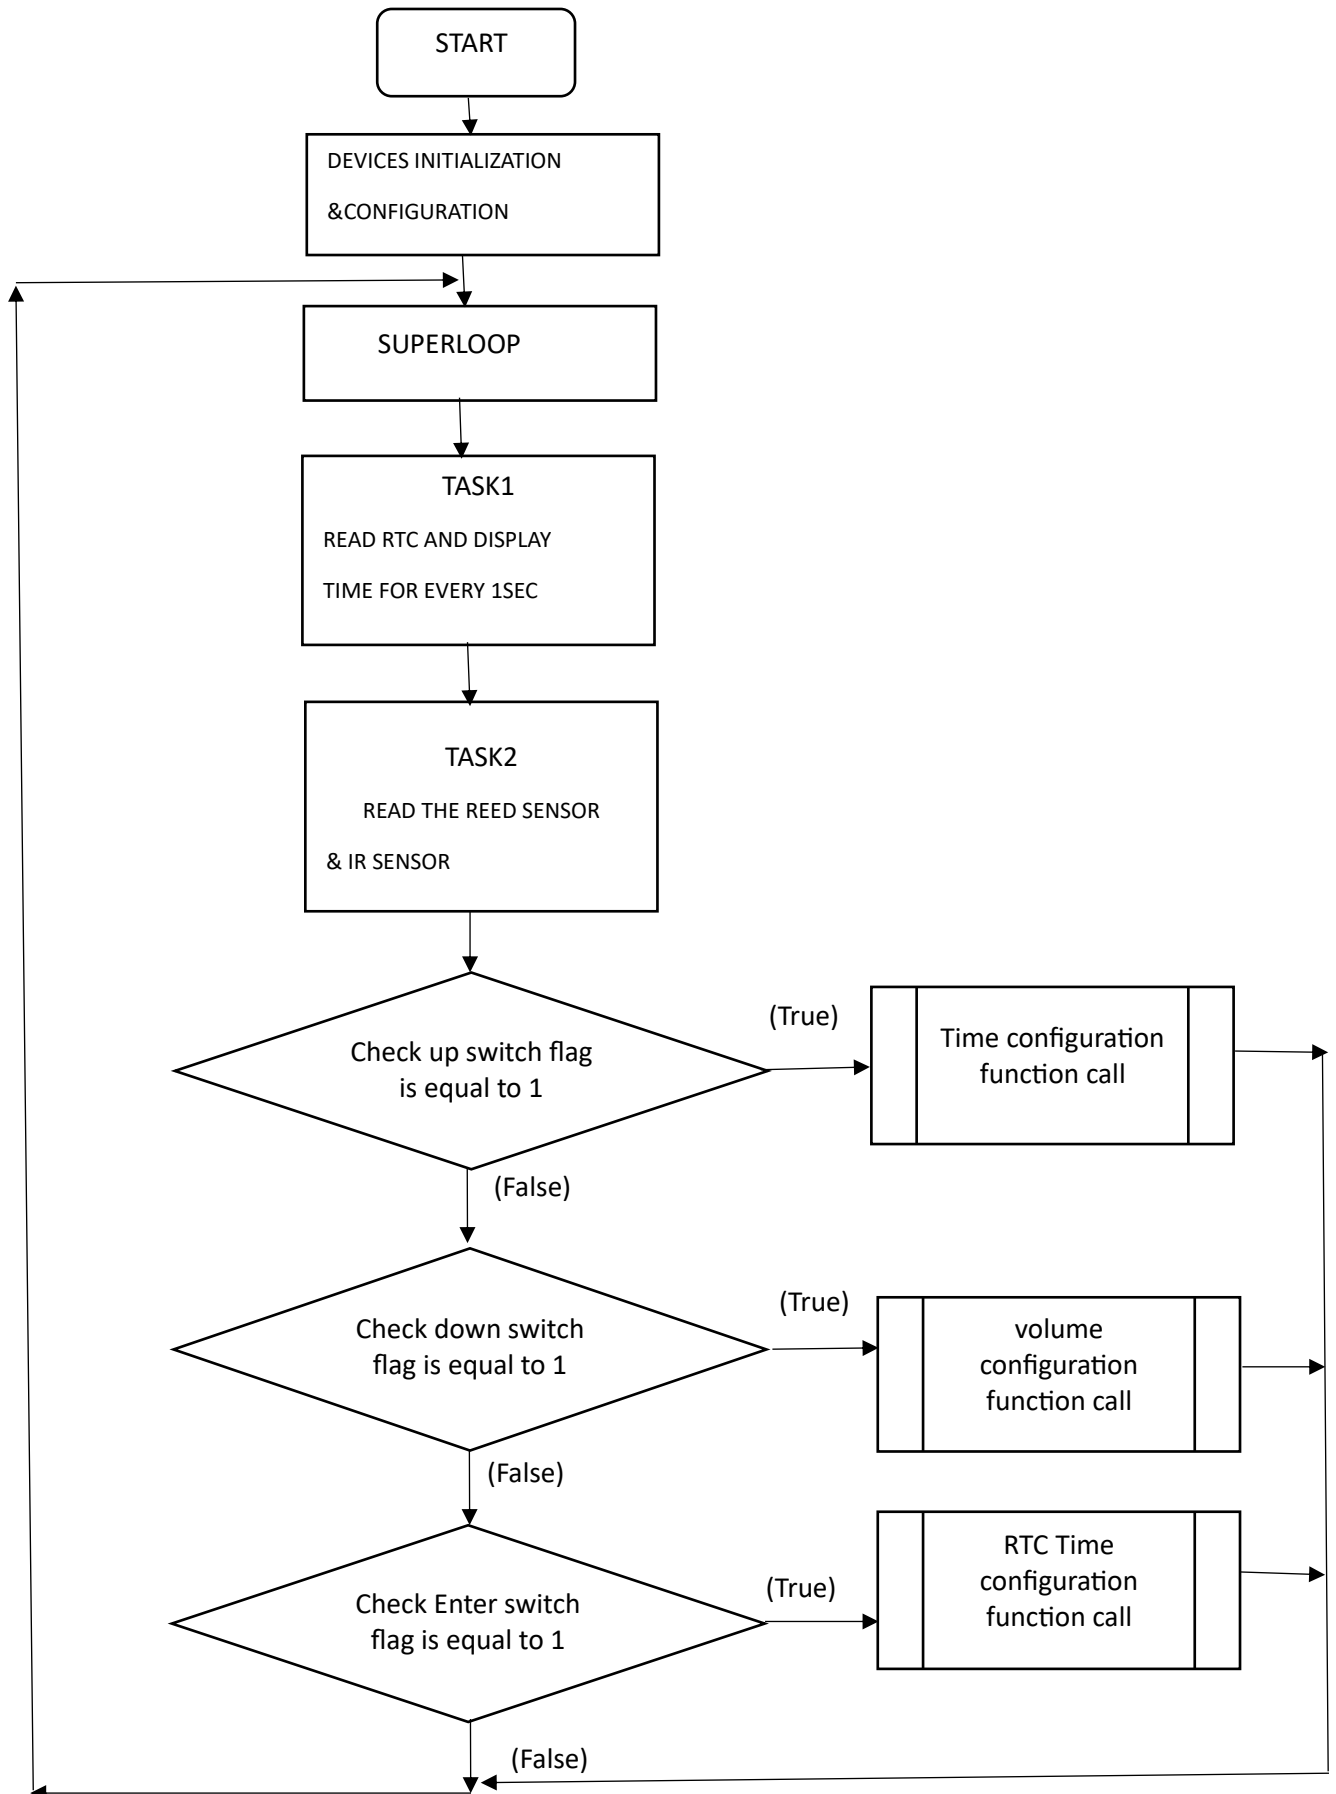 START
DEVICES INITIALIZATION
&CONFIGURATION
SUPERLOOP
TASK1
READ RTC AND DISPLAY
TIME FOR EVERY 1SEC
TASK2
READ THE REED SENSOR
& IR SENSOR
Check up switch flag
is equal to 1
(True)
Time configuration
function call
(False)
Check down switch
flag is equal to 1
(True)
volume
configuration
function call
(False)
Check Enter switch
flag is equal to 1
(True)
RTC Time
configuration
function call
(False)